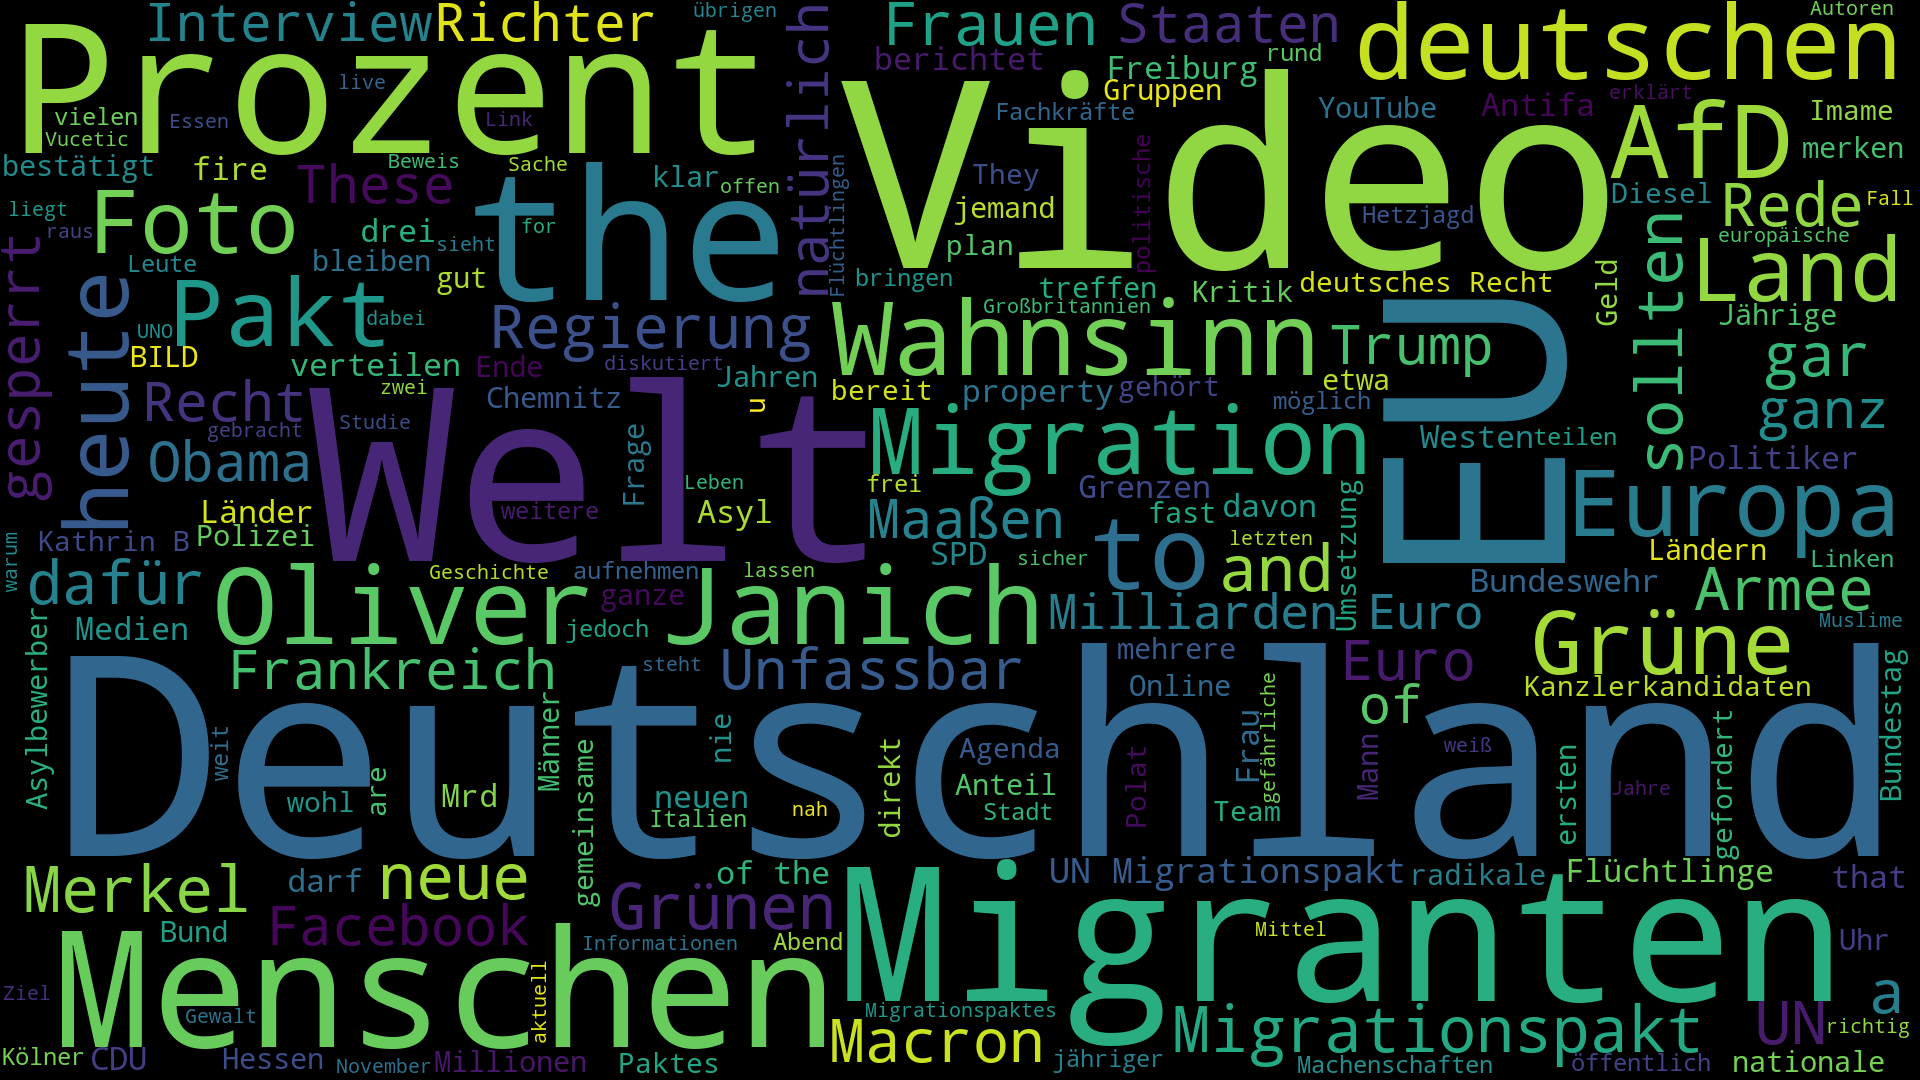 Interview Richter übrigen Frauen Staaten deutschen Autoren
Prozent live natürlich berichtet Freiburg rund
vielen Essen Link Video Gruppen YouTube Antifa erklärt
Vucetic Fachkräfte AfD Imame
bestätigt fire Beweis Sache klar offen They politische merken
These the Flüchtlingen jemand Hetzjagd Diesel Rede Fall
liegt raus Foto drei sieht for plan europäische
gesperrt heute Leute bleiben gut bringen treffen Kritik deutsches Recht Geld sollten Land
Pakt dabei Großbritannien Jährige
UNO BILD Regierung Wahnsinn Trump EU gar
verteilen Ende diskutiert Jahren bereit property gehört etwa
Recht zwei Chemnitz u möglich ganz
gebracht Studie Welt Migration Westen teilen
Obama Frage Leben frei Grenzen Politiker
Länder weitere Asyl Maaßen fast davon Umsetzung Europa
Kathrin B Polizei SPD sicher to letzten Ländern Linken
warum dafür Geschichte aufnehmen lassen and Bundeswehr Armee
Oliver Janich ganze Milliarden Euro
Medien jedoch Muslime
Asylbewerber Frankreich steht Unfassbar mehrere Euro Grüne
Deutschland Online of Kanzlerkandidaten Bundestag
weit Männer gemeinsame nie direkt Agenda Polat Frau gefährliche Mann weiß ersten gefordert
wohl are Mrd neuen nah Anteil Jahre
Italien Stadt Team
Merkel darf neue of the UN Migrationspakt radikale Flüchtlinge that
Bund Facebook Grünen Migranten
Menschen aktuell Informationen Abend Mittel Uhr
Ziel Gewalt Migrationspaktes a
Macron Migrationspakt UN richtig
Kölner CDU Hessen November Millionen Paktes jähriger Machenschaften öffentlich nationale